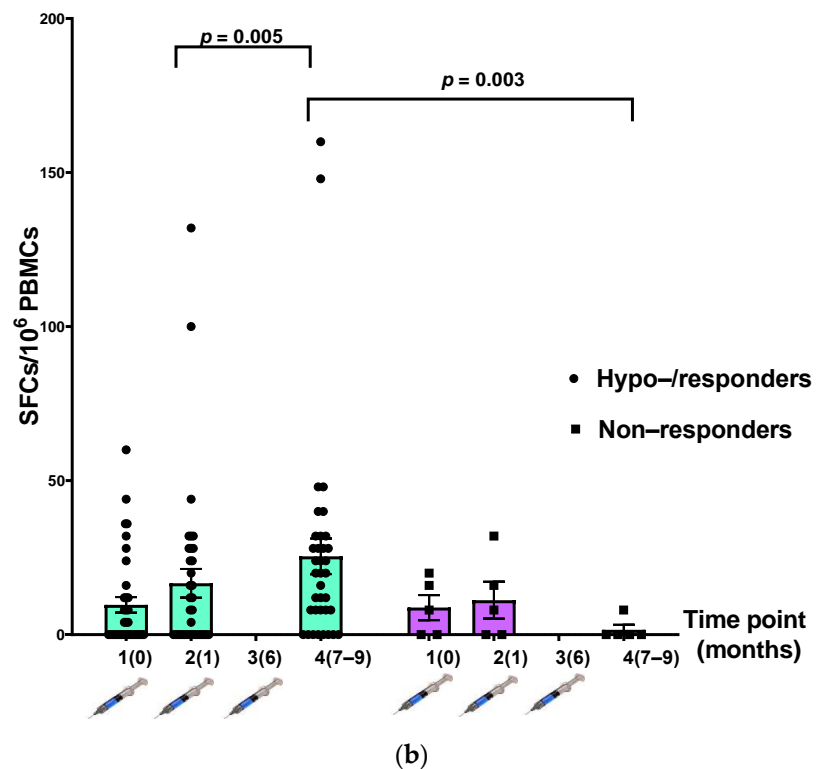 200
p = 0.005
p = 0.003
150
SFCs/10⁶ PBMCs
100
Hypo–/responders
Non–responders
50
0
Time point
(months)
1(0) 2(1) 3(6) 4(7–9) 1(0) 2(1) 3(6) 4(7–9)
(b)